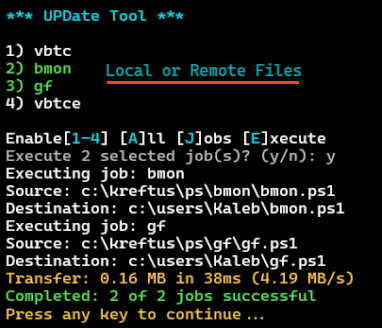 *** UPDate Tool ***
1) vbtc
2) bmon
Local or Remote Files
3) gf
4) vbtce
Enable[1-4] [A]ll [J]obs [E]xecute
Execute 2 selected job(s)? (y/n): y
Executing job: bmon
Source: c:\kreftus\ps\bmon\bmon.ps1
Destination: c:\users\Kaleb\bmon.ps1
Executing job: gf
Source: c:\kreftus\ps\gf\gf.ps1
Destination: c:\users\Kaleb\gf.ps1
Transfer: 0.16 MB in 38ms (4.19 MB/s)
Completed: 2 of 2 jobs successful
Press any key to continue...